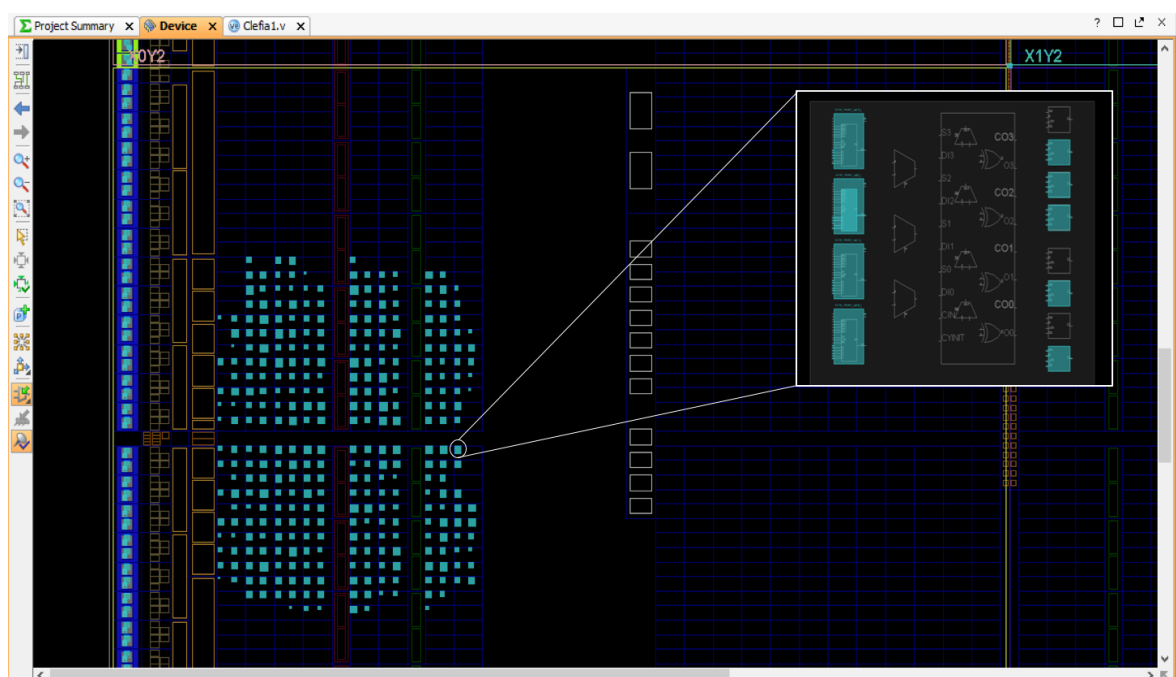 Project Summary
Device
Clefia1.v
X0Y2
X1Y2
S3
CO3
DI3
O3
S2
CO2
DI2
S1
O2
DI1
CO1
S0
DI0
O1
CO0
CIN
CYINIT
O0